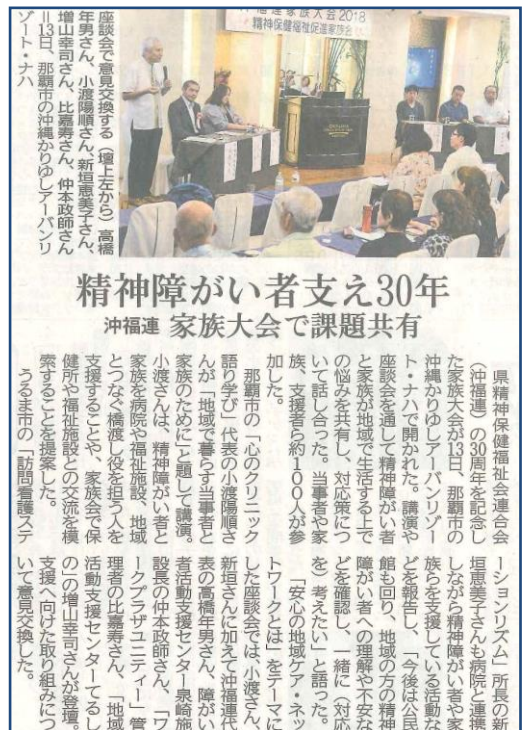 沖福連家族大会2018
精神保健福祉促進家族会
座談会で意見交換する（壇上左から）高橋
年男さん、小渡陽順さん、新垣恵美子さん、
増山幸司さん、比嘉寿さん、仲本政師さん
＝13日、那覇市の沖縄かりゆしアーバンリ
ゾート・ナハ
精神障がい者支え30年
沖福連 家族大会で課題共有
県精神保健福祉会連合会
（沖福連）の30周年を記念し
た家族大会が13日、那覇市の
沖縄かりゆしアーバンリゾー
ト・ナハで開かれた。講演や
座談会を通して精神障がい者
と家族が地域で生活する上で
の悩みを共有し、対応策につ
いて話し合った。当事者や家
族、支援者ら約１００人が参
加した。
那覇市の「心のクリニック
語り学び」代表の小渡陽順さ
んが「地域で暮らす当事者と
家族のために」と題して講演。
小渡さんは、精神障がい者と
家族を病院や福祉施設、地域
とつなぐ橋渡し役を担う人を
支援することや、家族会で保
健所や福祉施設との交流を模
索することを提案した。
うるま市の「訪問看護ステ
ーションリズム」所長の新
垣恵美子さんも病院と連携
しながら精神障がい者や家
族らを支援している活動な
どを報告し、「今後は公民
館も回り、地域の方の精神
障がい者への理解や不安な
どを確認し、一緒に（対応
を）考えたい」と語った。
「安心の地域ケア・ネッ
トワークとは」をテーマに
した座談会では、小渡さん、
新垣さんに加えて沖福連代
表の高橋年男さん、障がい
者活動支援センター泉崎施
設長の仲本政師さん、「ワ
ークプラザユニティー」管
理者の比嘉寿さん、「地域
活動支援センターてるし
の」の増山幸司さんが登壇。
支援へ向けた取り組みにつ
いて意見交換した。